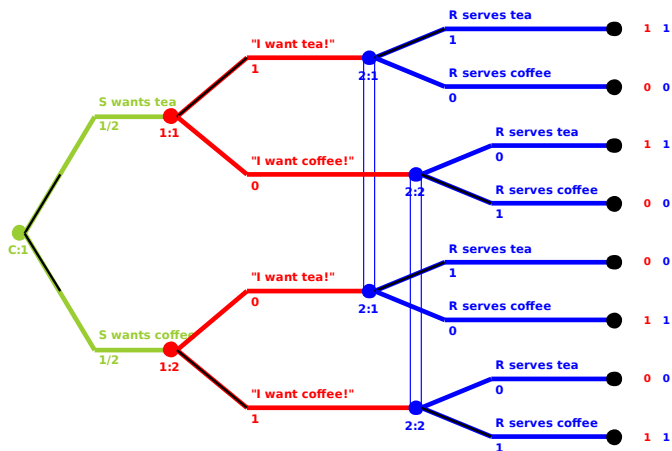 R serves tea
1
1 1
"I want tea!"
1
2:1
R serves coffee
0
0 0
S wants tea
1/2
1:1
R serves tea
0
1 1
"I want coffee!"
0
2:2
R serves coffee
1
0 0
C:1
R serves tea
1
0 0
"I want tea!"
0
2:1
R serves coffee
0
1 1
S wants coffee
1/2
1:2
R serves tea
0
0 0
"I want coffee!"
1
2:2
R serves coffee
1
1 1